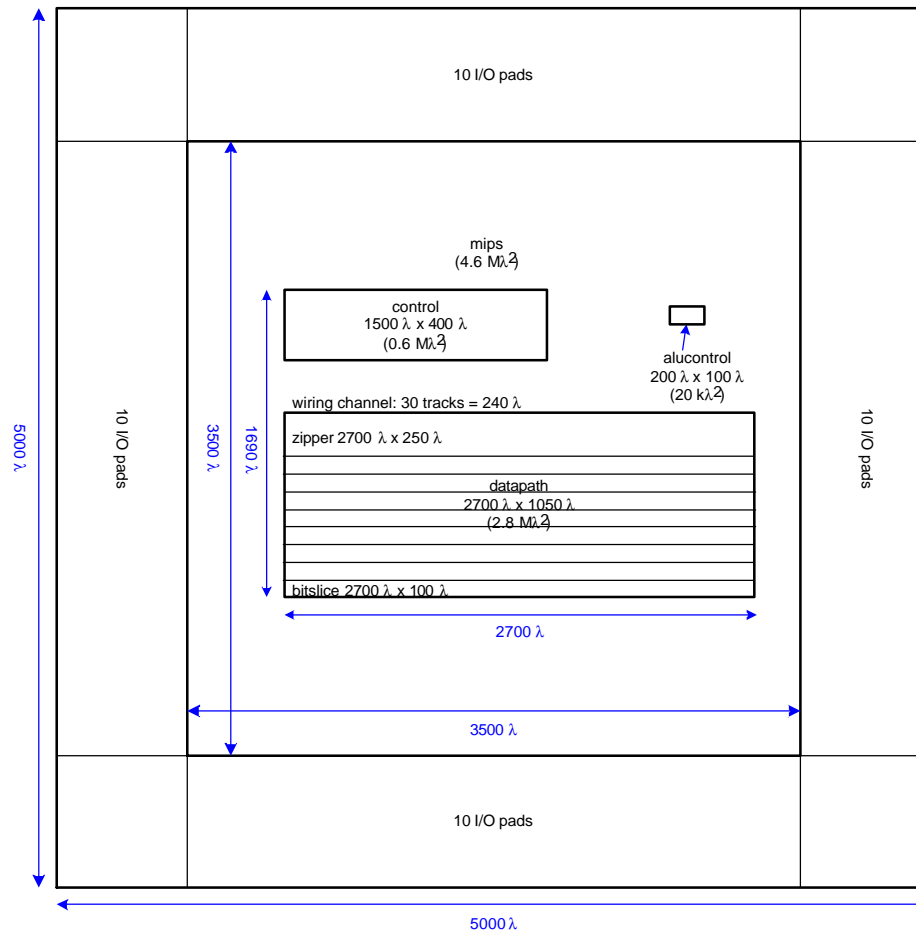 10 I/O pads
mips
(4.6 Mλ²)
control
1500 λ x 400 λ
(0.6 Mλ²)
alucontrol
200 λ x 100 λ
(20 kλ²)
wiring channel: 30 tracks = 240 λ
zipper 2700 λ x 250 λ
datapath
2700 λ x 1050 λ
(2.8 Mλ²)
bitslice 2700 λ x 100 λ
2700 λ
3500 λ
5000 λ
10 I/O pads
3500 λ
1690 λ
10 I/O pads
10 I/O pads
5000 λ